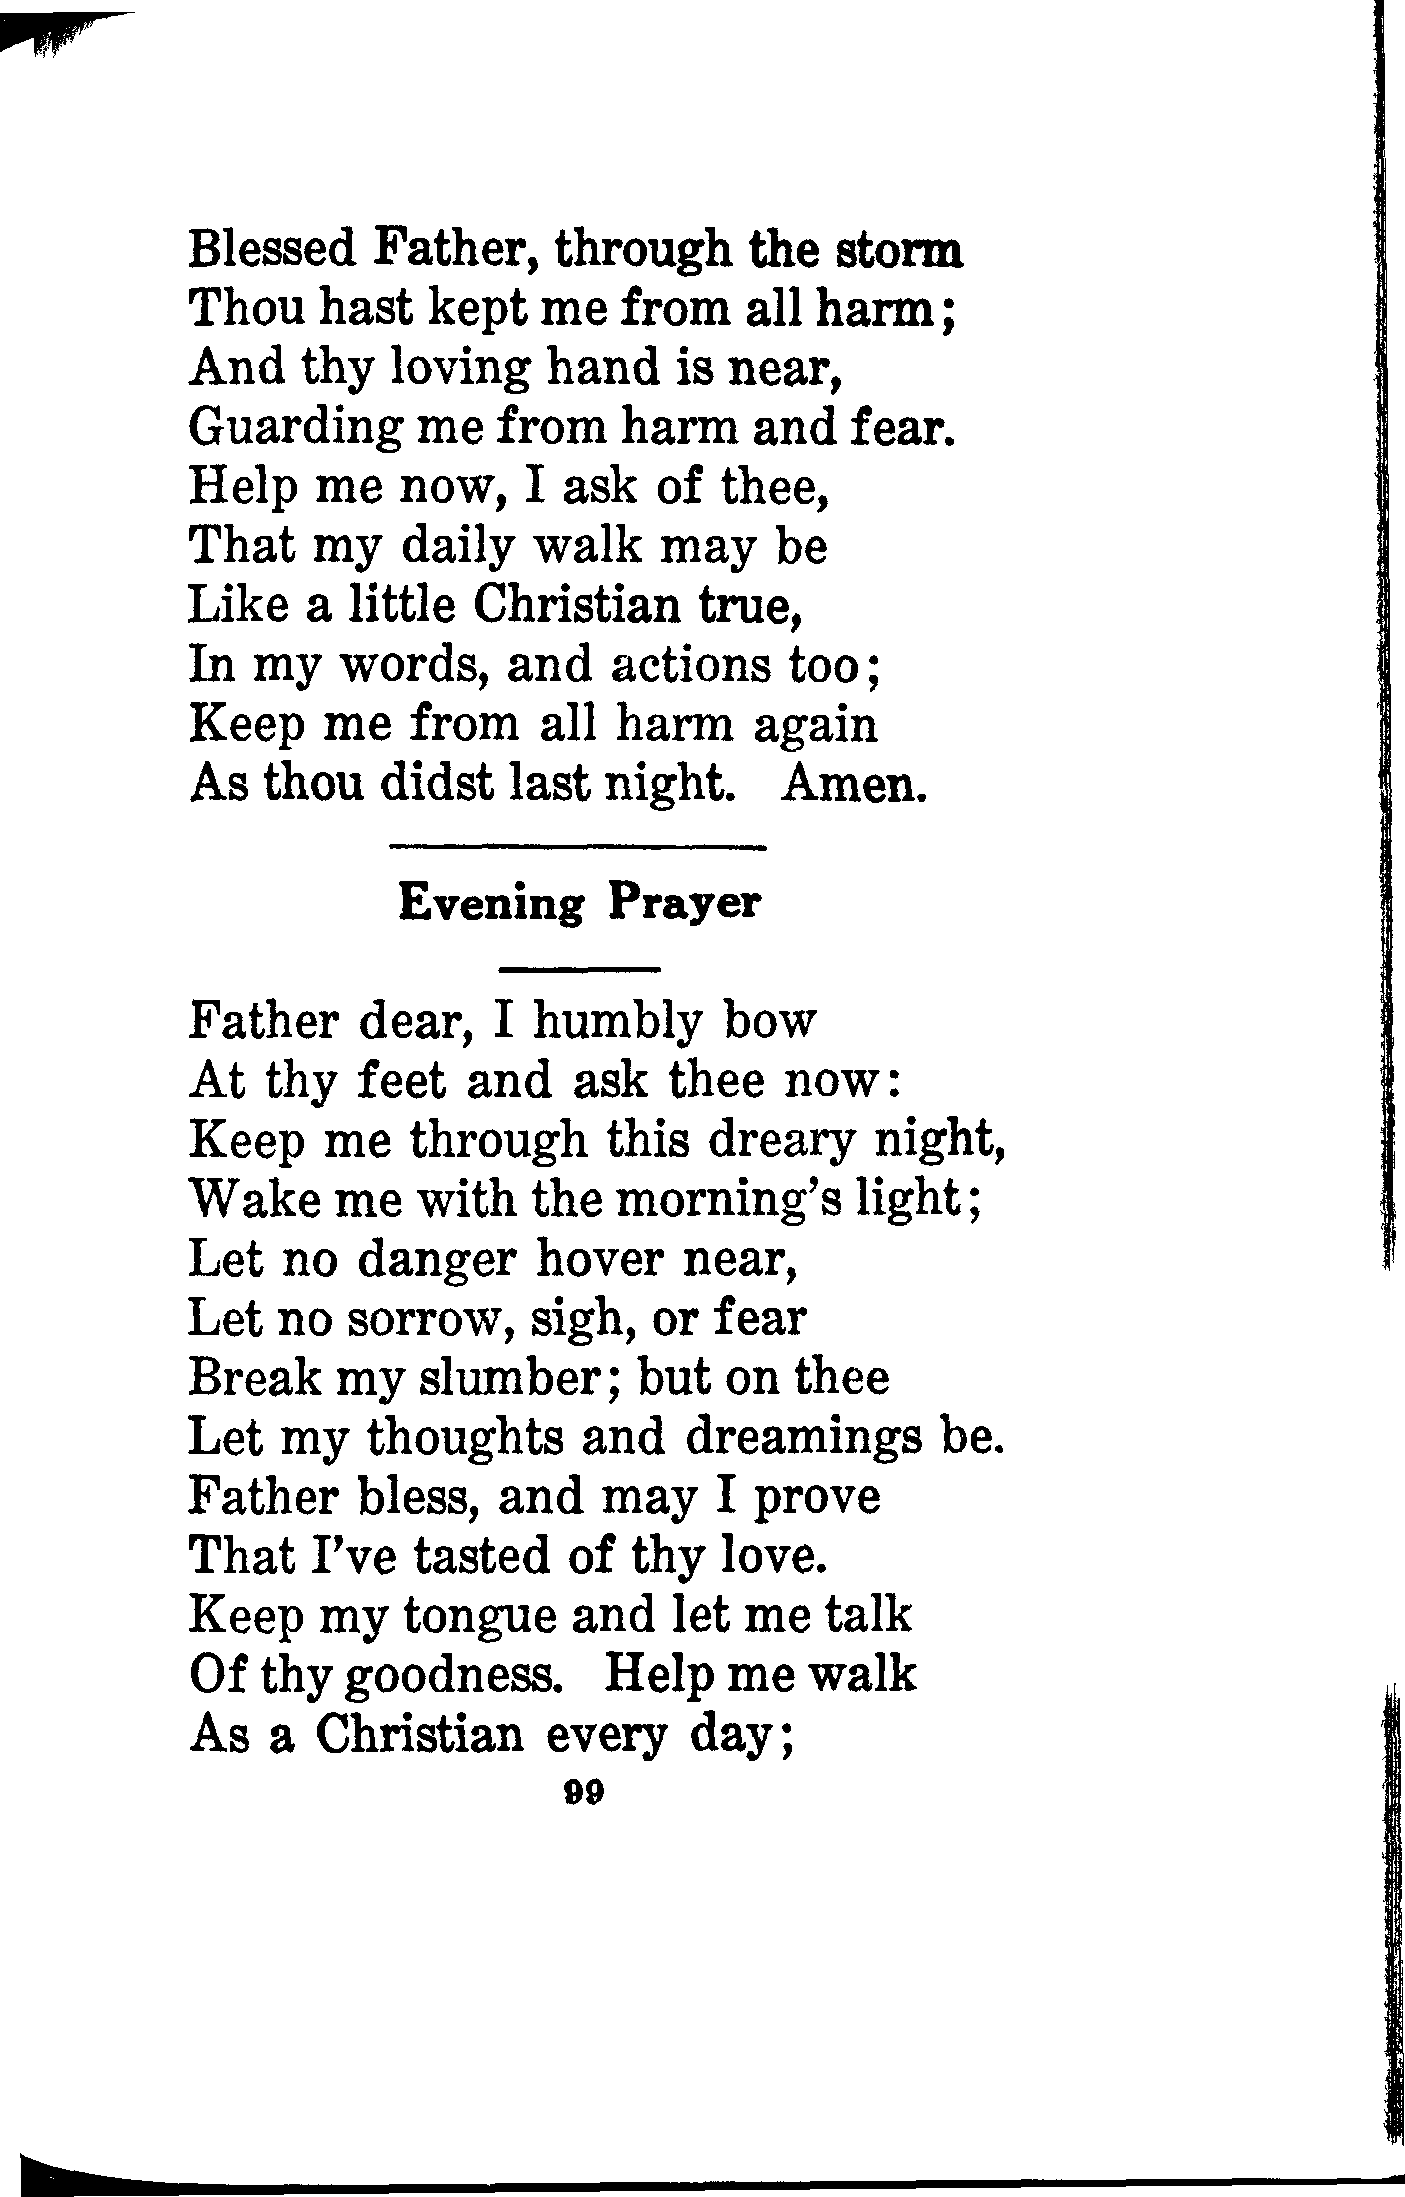 Blessed Father, through the storm
Thou hast kept me from all harm;
And thy loving hand is near,
Guarding me from harm and fear.
Help me now, I ask of thee,
That my daily walk may be
Like a little Christian true,
In my words, and actions too;
Keep me from all harm again
As thou didst last night. Amen.
Evening Prayer
Father dear, I humbly bow
At thy feet and ask thee now:
Keep me through this dreary night,
Wake me with the morning's light;
Let no danger hover near,
Let no sorrow, sigh, or fear
Break my slumber; but on thee
Let my thoughts and dreamings be.
Father bless, and may I prove
That I've tasted of thy love.
Keep my tongue and let me talk
Of thy goodness. Help me walk
As a Christian every day;
99